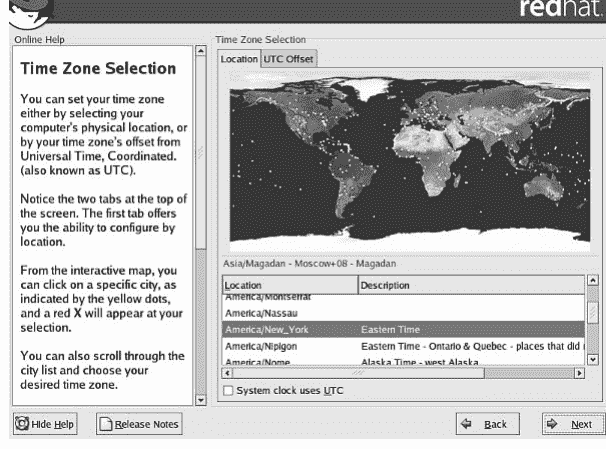 redhat.
Online Help
Time Zone Selection
You can set your time zone
either by selecting your
computer's physical location, or
by your time zone's offset from
Universal Time, Coordinated.
(also known as UTC).
Notice the two tabs at the top of
the screen. The first tab offers
you the ability to configure by
location.
From the interactive map, you
can click on a specific city, as
indicated by the yellow dots,
and a red X will appear at your
selection.
You can also scroll through the
city list and choose your
desired time zone.
Time Zone Selection
Location UTC Offset
Asia/Magadan - Moscow+08 - Magadan
Location Description
America/Montserrat
America/Nassau
America/New_York Eastern Time
America/Nipigon Eastern Time - Ontario & Quebec - places that did
America/Nome Alaska Time - west Alaska
System clock uses UTC
Hide Help Release Notes Back Next